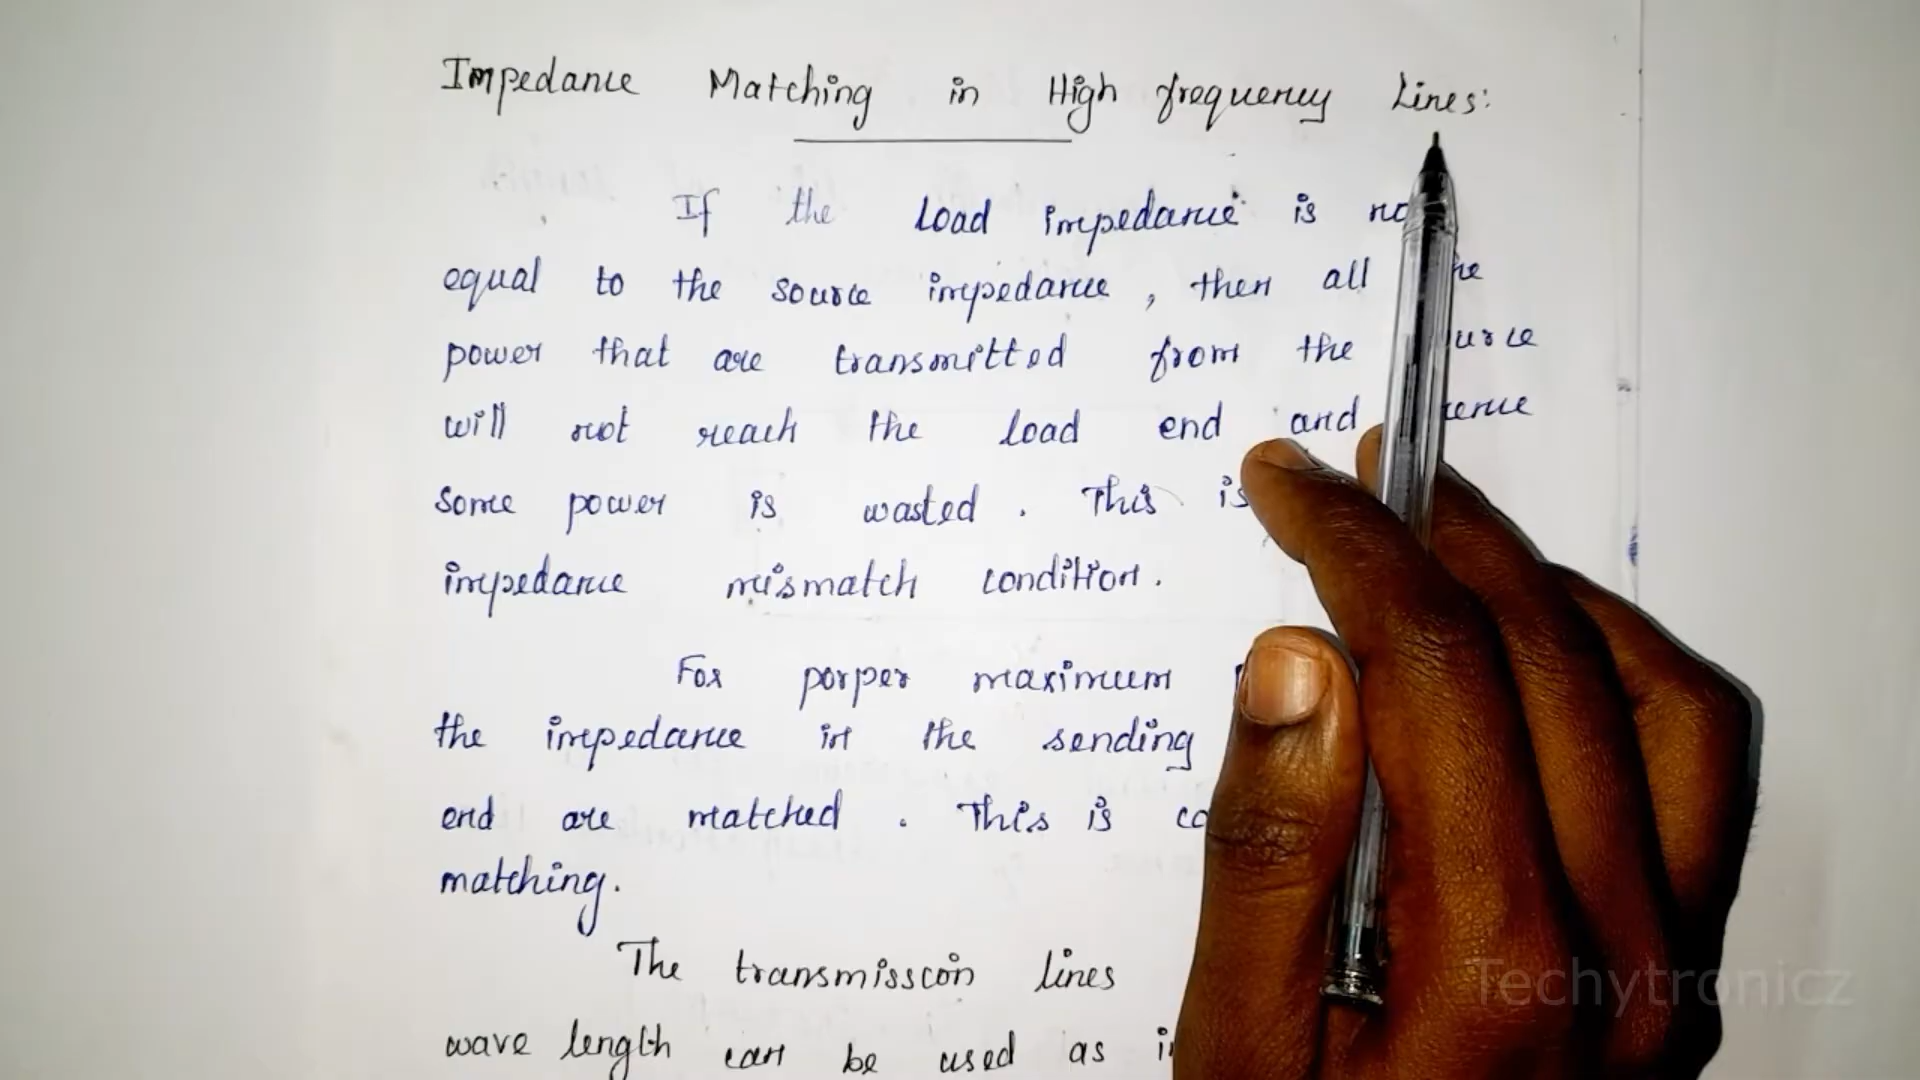 Impedance Matching in High frequency Lines:
If the load impedance is
equal to the source impedance, then all
power that are transmitted from the
will not reach the load end and
some power is wasted. This is
impedance mismatch condition.
For porper maximum
the impedance in the sending
end are matched. This is
matching.
The transmisscon lines
wave length can be used as
Techytronicz